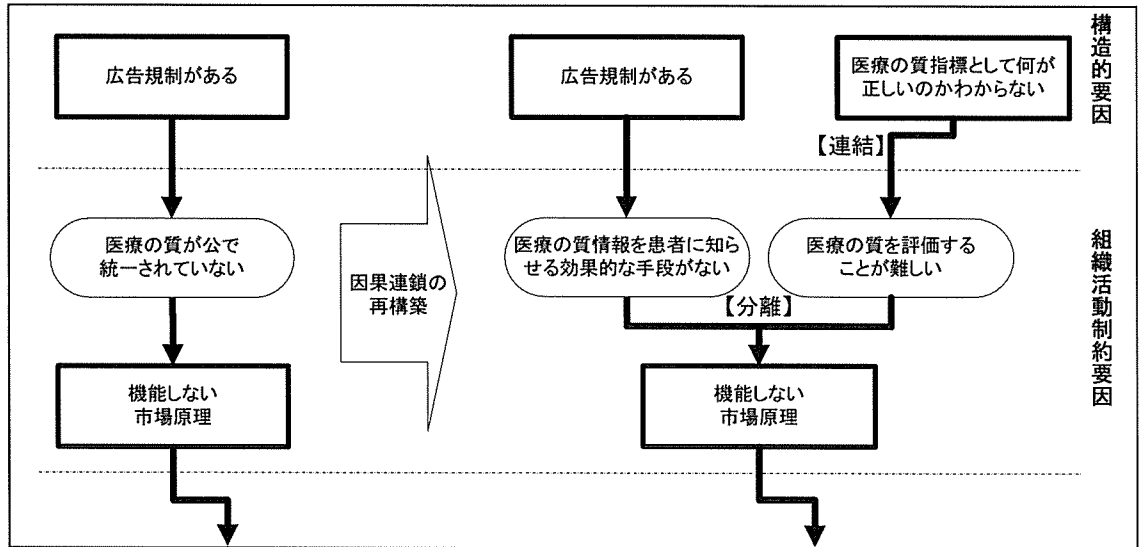 広告規制がある
医療の質が公で
統一されていない
機能しない
市場原理
因果連鎖の
再構築
広告規制がある
医療の質指標として何が
正しいのかわからない
【連結】
医療の質情報を患者に知ら
せる効果的な手段がない
医療の質を評価する
ことが難しい
【分離】
機能しない
市場原理
構造的要因
組織活動制約要因